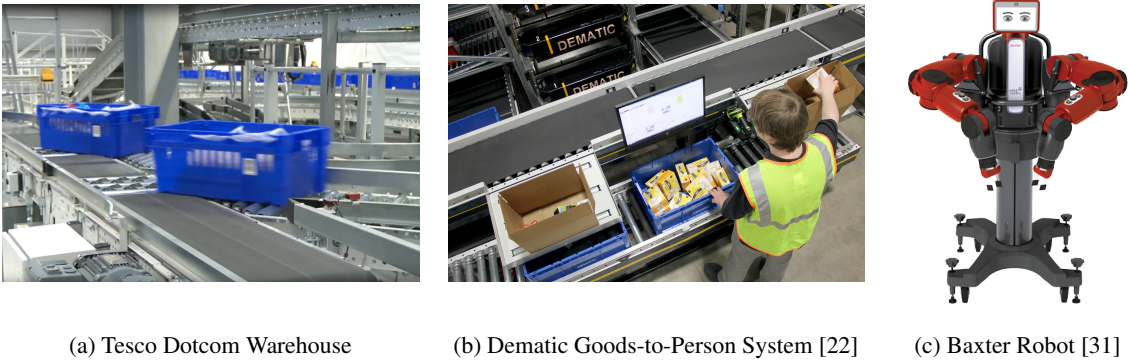 DEMATIC
DEMATIC
(a) Tesco Dotcom Warehouse
(b) Dematic Goods-to-Person System [22]
(c) Baxter Robot [31]